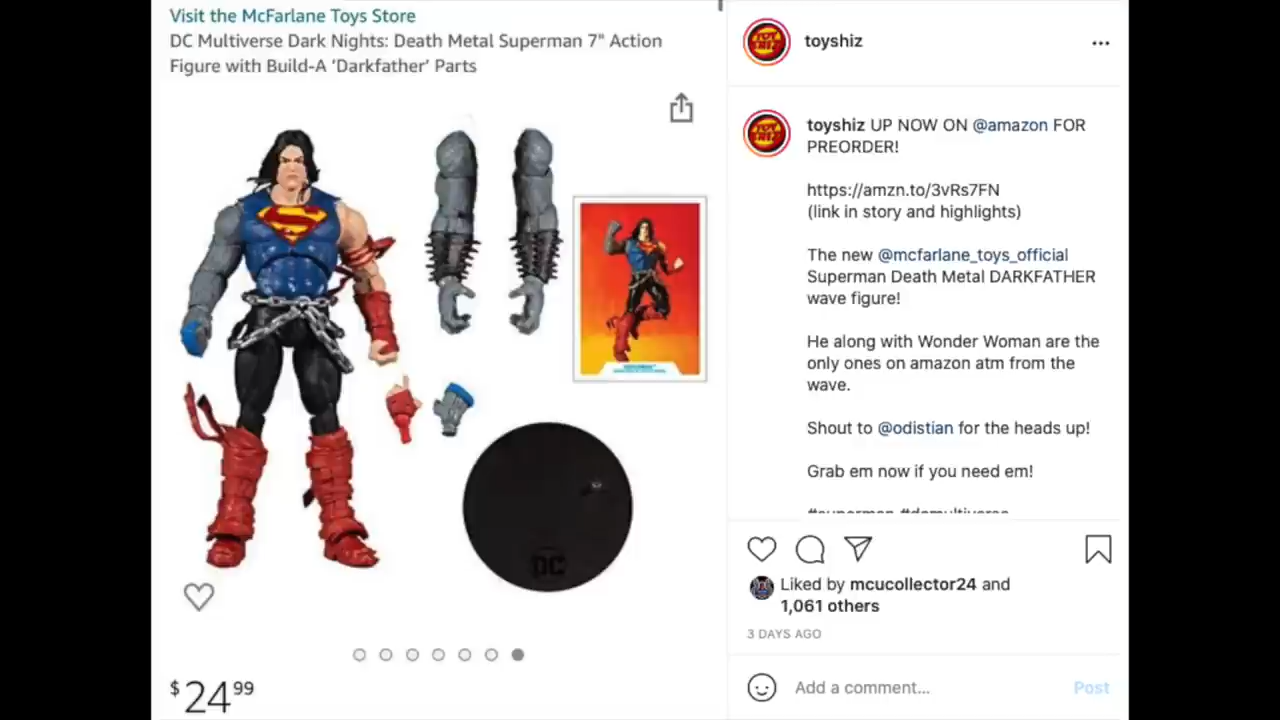 Visit the McFarlane Toys Store
DC Multiverse Dark Nights: Death Metal Superman 7" Action
Figure with Build-A 'Darkfather' Parts
DC
$24.99
toyshiz
toyshiz UP NOW ON @amazon FOR
PREORDER!
https://amzn.to/3vRs7FN
(link in story and highlights)
The new @mcfarlane_toys_official
Superman Death Metal DARKFATHER
wave figure!
He along with Wonder Woman are the
only ones on amazon atm from the
wave.
Shout to @odistian for the heads up!
Grab em now if you need em!
#superman #dcmultiverse
Liked by mcucollector24 and
1,061 others
3 DAYS AGO
Add a comment...
Post